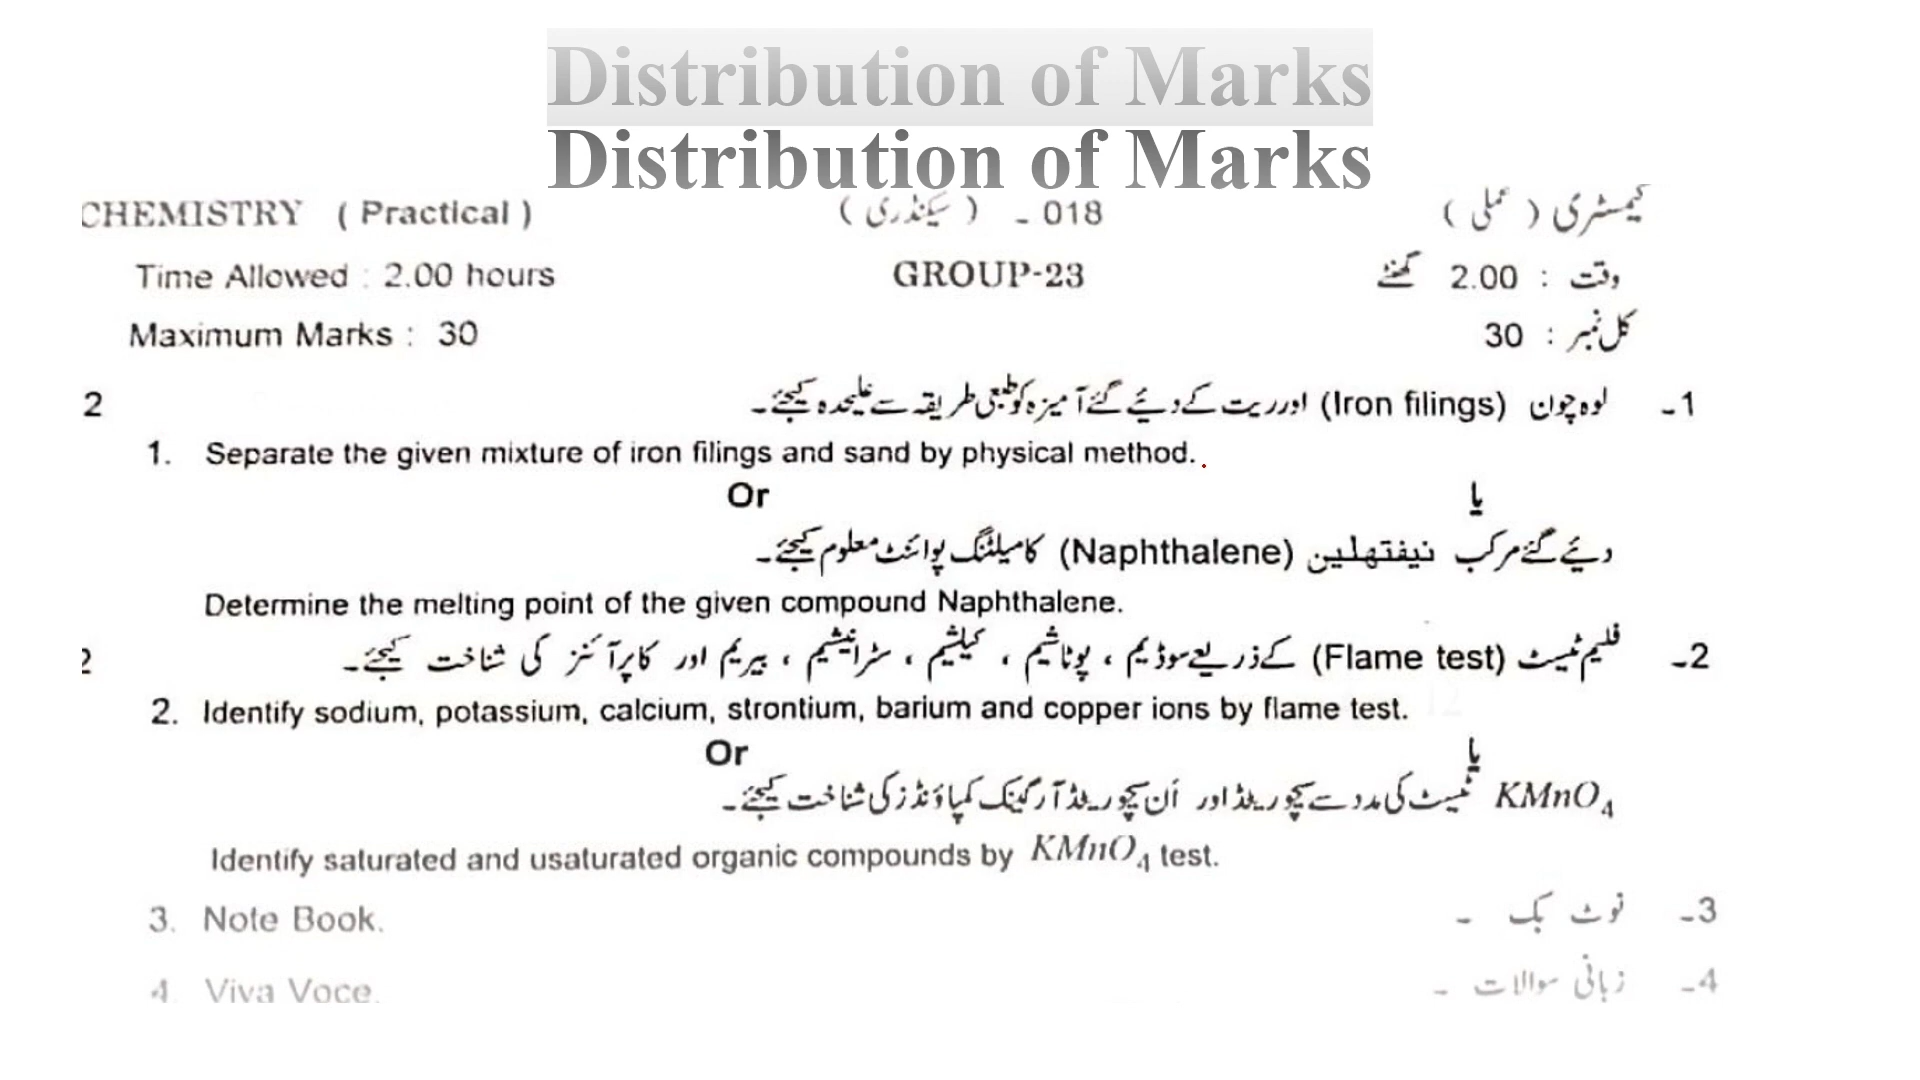 Distribution of Marks
Distribution of Marks
CHEMISTRY ( Practical ) ( سیکنڈری ) - 018 کیمسٹری ( عملی )
Time Allowed : 2.00 hours GROUP-23 وقت : 2.00 گھنٹے
Maximum Marks : 30 کل نمبر : 30
2 1- لوہ چون (Iron filings) اور ریت کے دیئے گئے آمیزہ کو طبعی طریقہ سے علیحدہ کیجئے۔
1. Separate the given mixture of iron filings and sand by physical method.
Or یا
دیئے گئے مرکب نیفتھلین (Naphthalene) کا میلٹنگ پوائنٹ معلوم کیجئے۔
Determine the melting point of the given compound Naphthalene.
2 2- فلیم ٹیسٹ (Flame test) کے ذریعے سوڈیم ، پوٹاشیم ، کیلشیم ، سٹرانیشیم ، بیریم اور کاپر آئنز کی شناخت کیجئے۔
2. Identify sodium, potassium, calcium, strontium, barium and copper ions by flame test.
Or یا
KMnO4 ٹیسٹ کی مدد سے سیچوریٹڈ اور اَن سیچوریٹڈ آرگینک کمپاؤنڈز کی شناخت کیجئے۔
Identify saturated and usaturated organic compounds by KMnO4 test.
3. Note Book. 3- نوٹ بک -
4. Viva Voce. 4- زبانی سوالات -